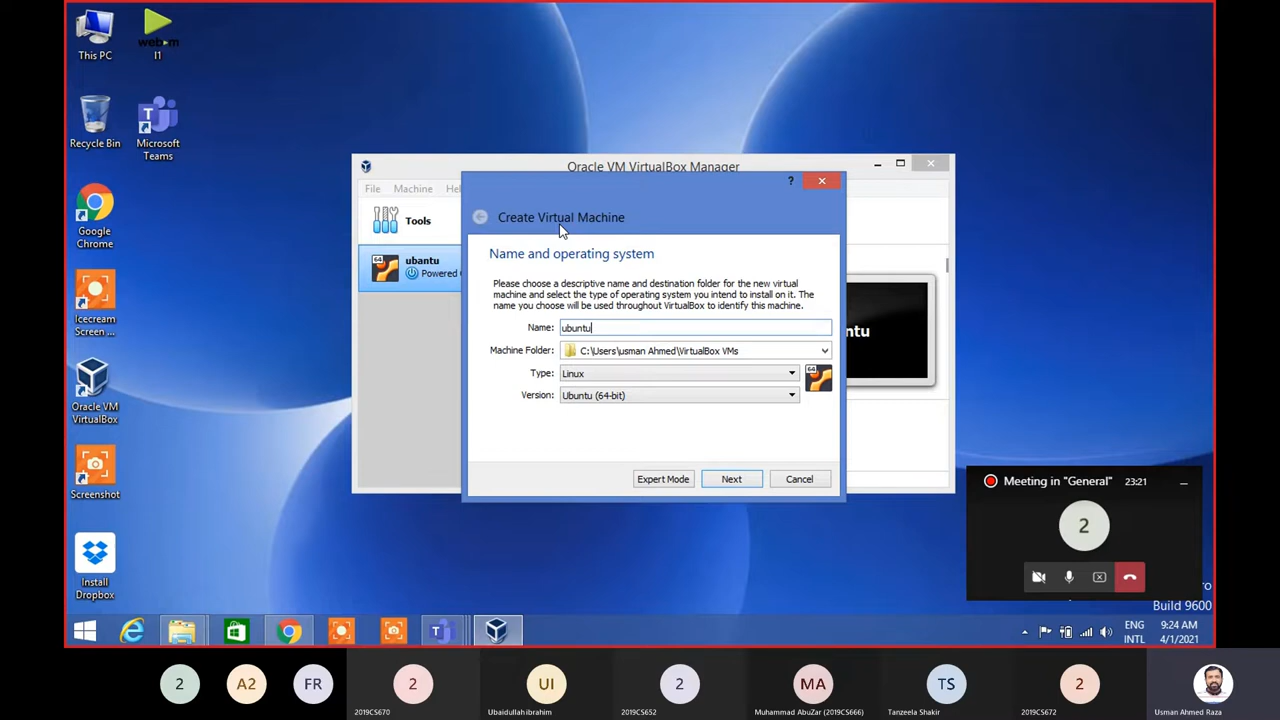 This PC
web m
I1
Recycle Bin
Microsoft
Teams
Google
Chrome
Icecream
Screen ...
Oracle VM
VirtualBox
Screenshot
Install
Dropbox
Oracle VM VirtualBox Manager
File Machine
Tools
64
ubantu
Powered
?
Create Virtual Machine
Name and operating system
Please choose a descriptive name and destination folder for the new virtual
machine and select the type of operating system you intend to install on it. The
name you choose will be used throughout VirtualBox to identify this machine.
Name: ubuntu
Machine Folder: C:\Users\usman Ahmed\VirtualBox VMs
Type: Linux
64
Version: Ubuntu (64-bit)
Expert Mode Next Cancel
ntu
Meeting in "General" 23:21
2
Build 9600
ENG
INTL
9:24 AM
4/1/2021
2
A2
FR
2
2019CS670
UI
Ubaidullah ibrahim
2
2019CS652
MA
Muhammad AbuZar (2019CS666)
TS
Tanzeela Shakir
2
2019CS672
Usman Ahmed Raza